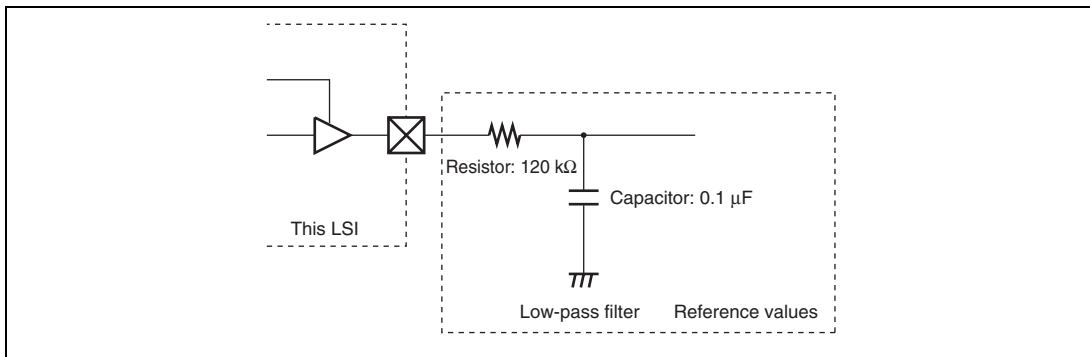 Resistor: 120 kΩ
Capacitor: 0.1 μF
This LSI
Low-pass filter Reference values